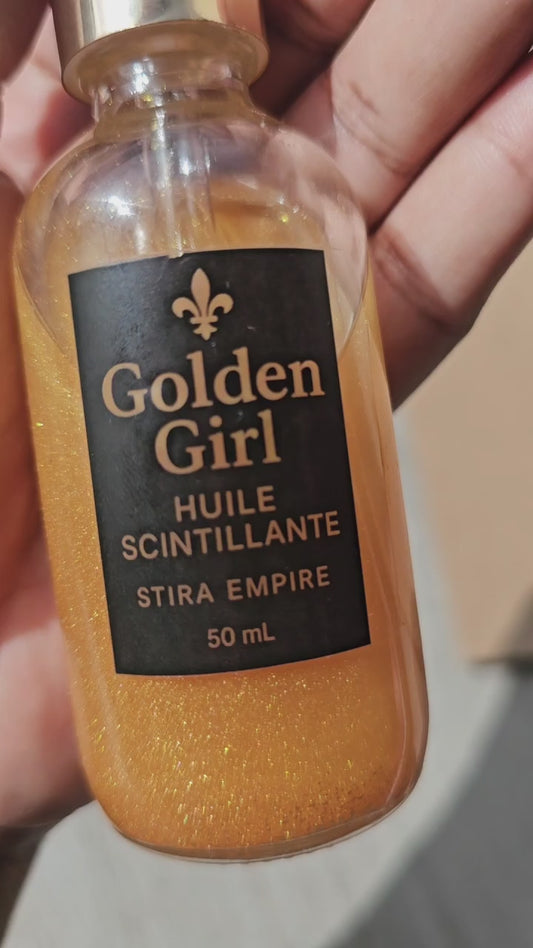 Golden
Girl
HUILE
SCINTILLANTE
STIRA EMPIRE
50 mL